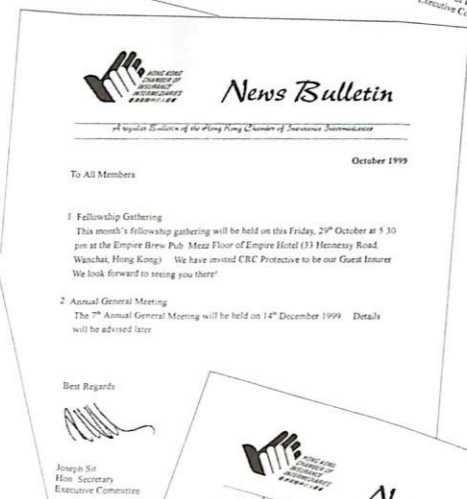 Executive Co
HONG KONG
CHAMBER OF
INSURANCE
INTERMEDIARIES
News Bulletin
A regular Bulletin of the Hong Kong Chamber of Insurance Intermediaries
October 1999
To All Members
1 Fellowship Gathering
This month's fellowship gathering will be held on this Friday, 29th October at 5 30
pm at the Empire Brew Pub Mezz Floor of Empire Hotel (33 Hennessy Road,
Wanchai, Hong Kong) We have invited CRC Protective to be our Guest Insurer
We look forward to seeing you there!
2 Annual General Meeting
The 7th Annual General Meeting will be held on 14th December 1999 Details
will be advised later
Best Regards
Joseph Sit
Hon Secretary
Executive Committee
HONG KONG
CHAMBER OF
INSURANCE
INTERMEDIARIES